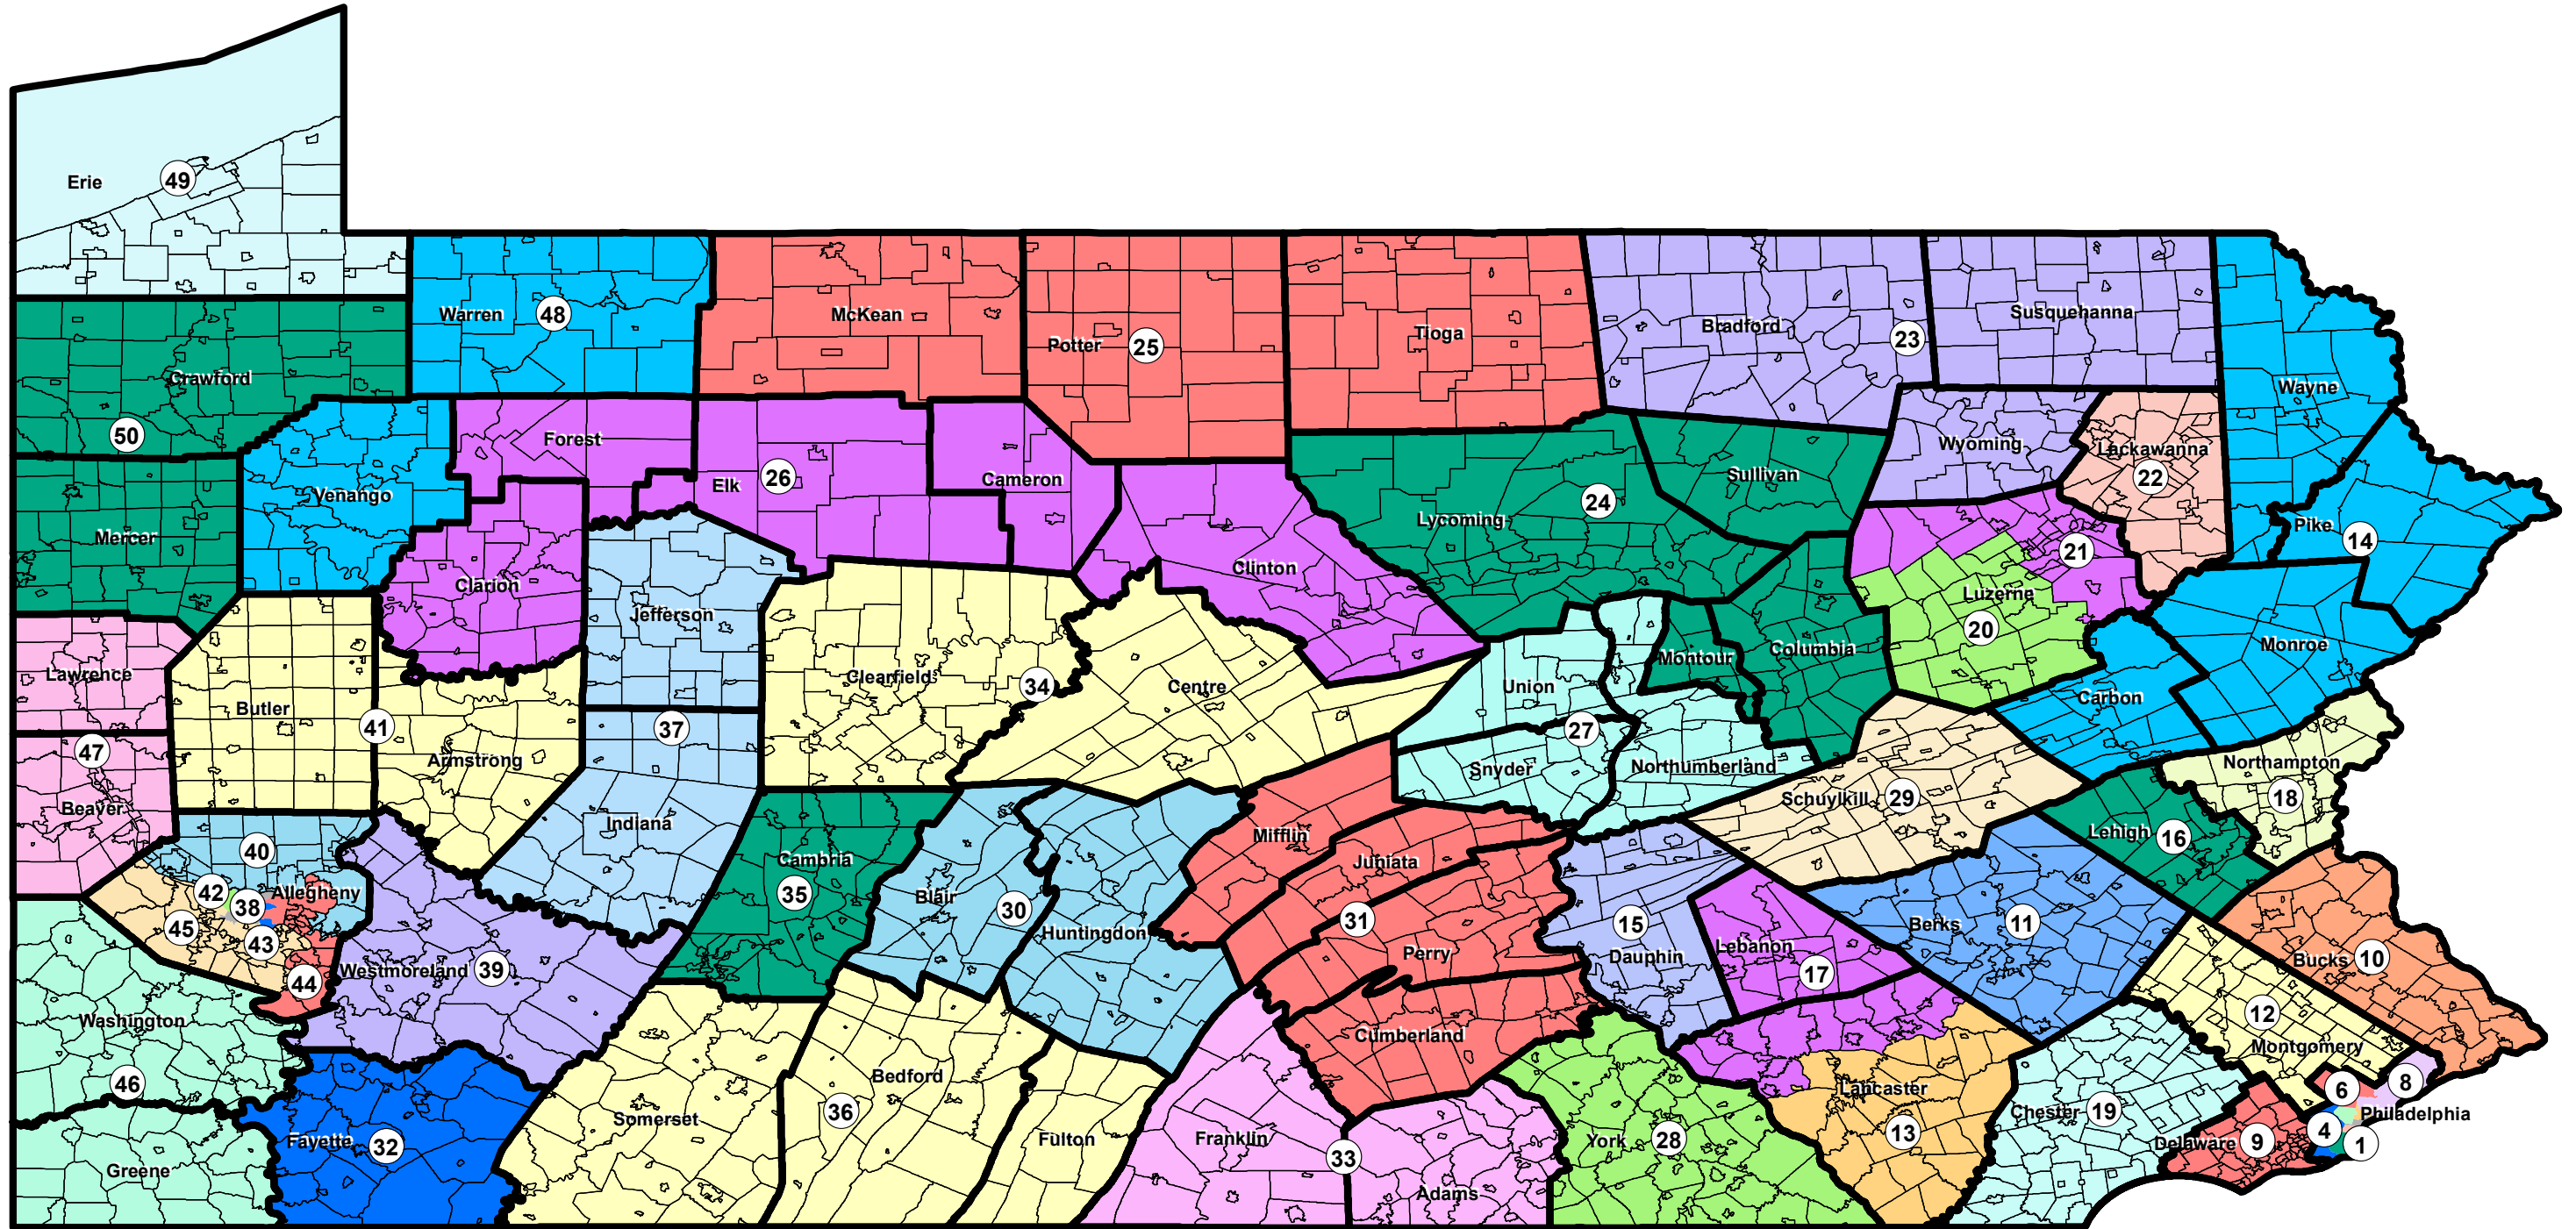 Erie
49
Warren
48
McKean
Potter
25
Tioga
Bradford
23
Susquehanna
Wayne
Crawford
50
Forest
Elk
26
Cameron
Wyoming
Lackawanna
22
Venango
Mercer
Clarion
Clinton
Lycoming
24
Sullivan
21
Luzerne
20
Pike
14
Monroe
Carbon
Jefferson
Lawrence
Butler
41
37
Clearfield
34
Centre
Union
27
Montour
Columbia
47
Beaver
Armstrong
Snyder
Northumberland
Schuylkill
29
Northampton
18
Lehigh
16
Indiana
40
Cambria
35
Mifflin
Juniata
42
38
Allegheny
45
43
44
Blair
30
Huntingdon
31
Perry
15
Dauphin
Lebanon
17
Berks
11
Bucks
10
Westmoreland
39
Washington
46
Cumberland
12
Montgomery
Bedford
36
Somerset
Fulton
Fayette
32
Greene
Franklin
33
Adams
York
28
Lancaster
13
Chester
19
Delaware
9
6
8
Philadelphia
4
1